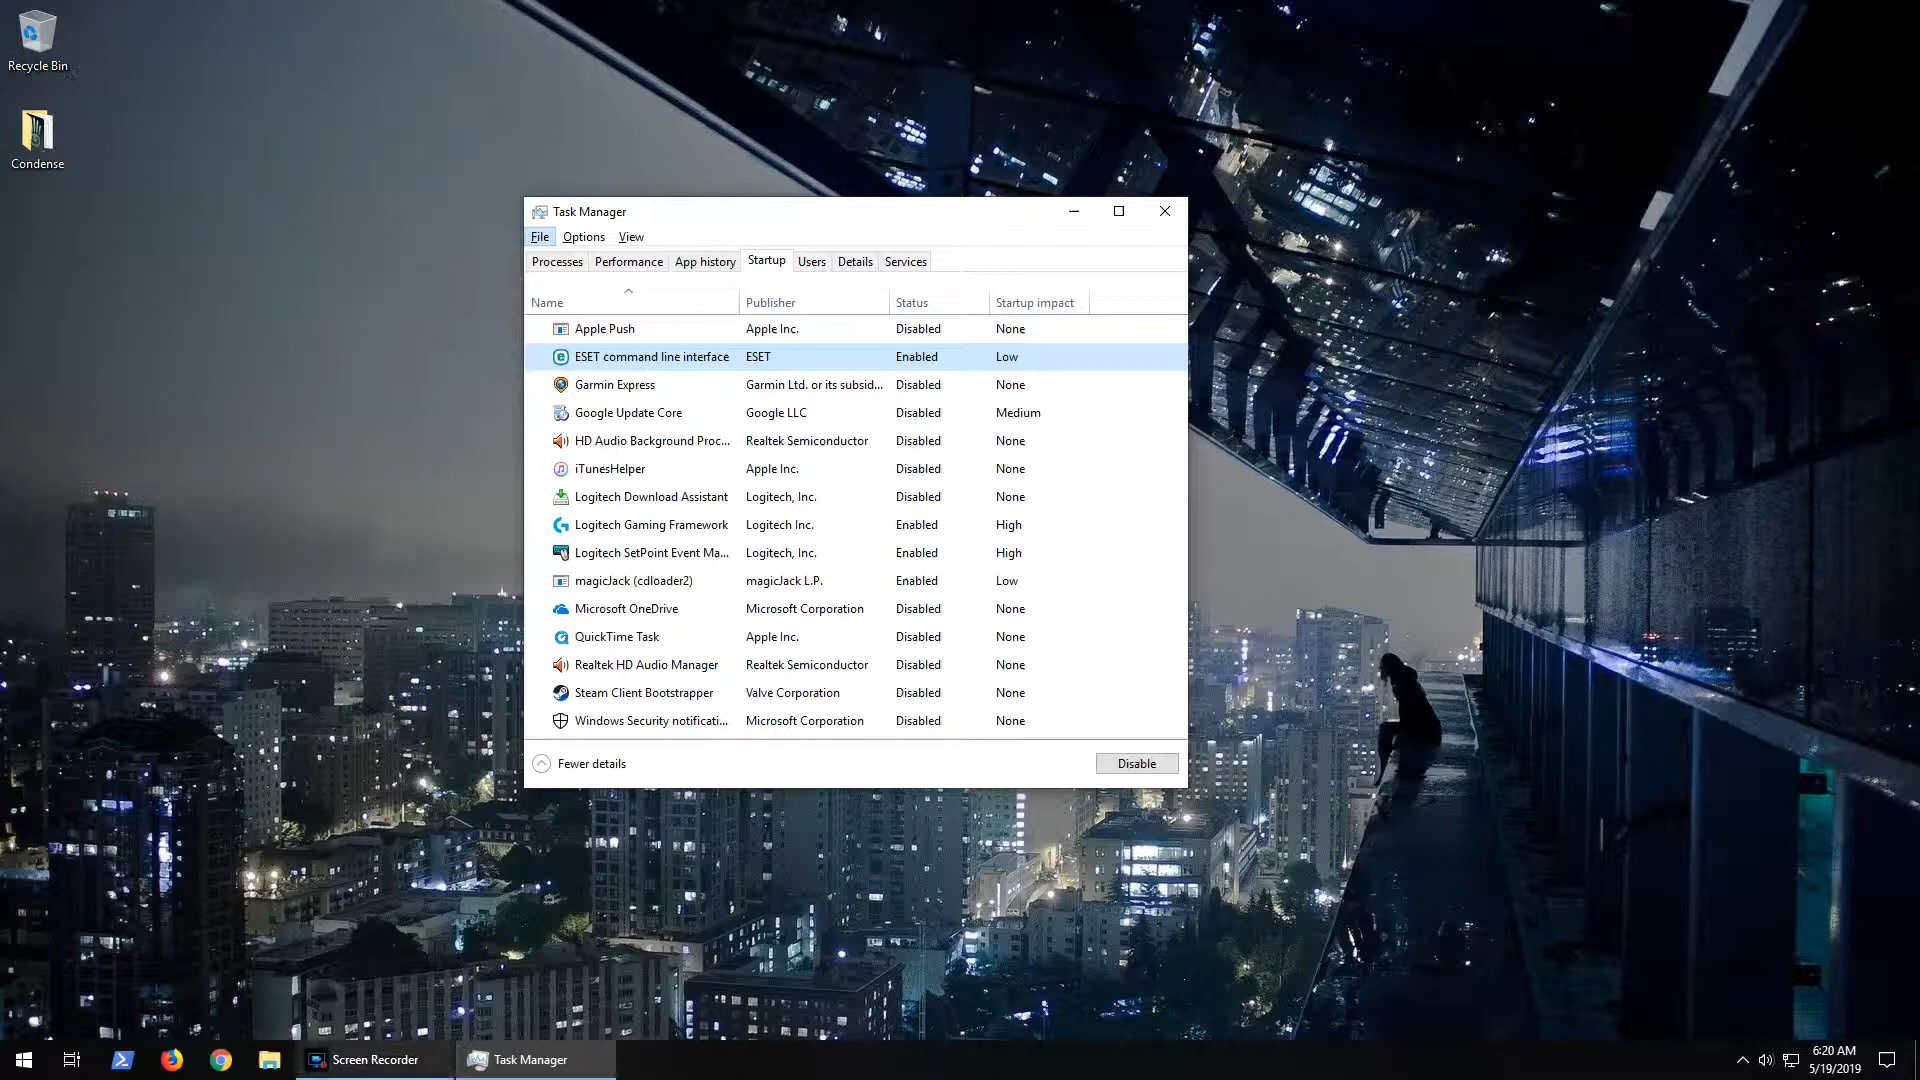 Recycle Bin
Condense
Task Manager
File Options View
Processes Performance App history Startup Users Details Services
Name Publisher Status Startup impact
Apple Push Apple Inc. Disabled None
ESET command line interface ESET Enabled Low
Garmin Express Garmin Ltd. or its subsid... Disabled None
Google Update Core Google LLC Disabled Medium
HD Audio Background Proc... Realtek Semiconductor Disabled None
iTunesHelper Apple Inc. Disabled None
Logitech Download Assistant Logitech, Inc. Disabled None
Logitech Gaming Framework Logitech Inc. Enabled High
Logitech SetPoint Event Ma... Logitech, Inc. Enabled High
magicJack (cdloader2) magicJack L.P. Enabled Low
Microsoft OneDrive Microsoft Corporation Disabled None
QuickTime Task Apple Inc. Disabled None
Realtek HD Audio Manager Realtek Semiconductor Disabled None
Steam Client Bootstrapper Valve Corporation Disabled None
Windows Security notificati... Microsoft Corporation Disabled None
Fewer details Disable
Screen Recorder Task Manager
6:20 AM
5/19/2019